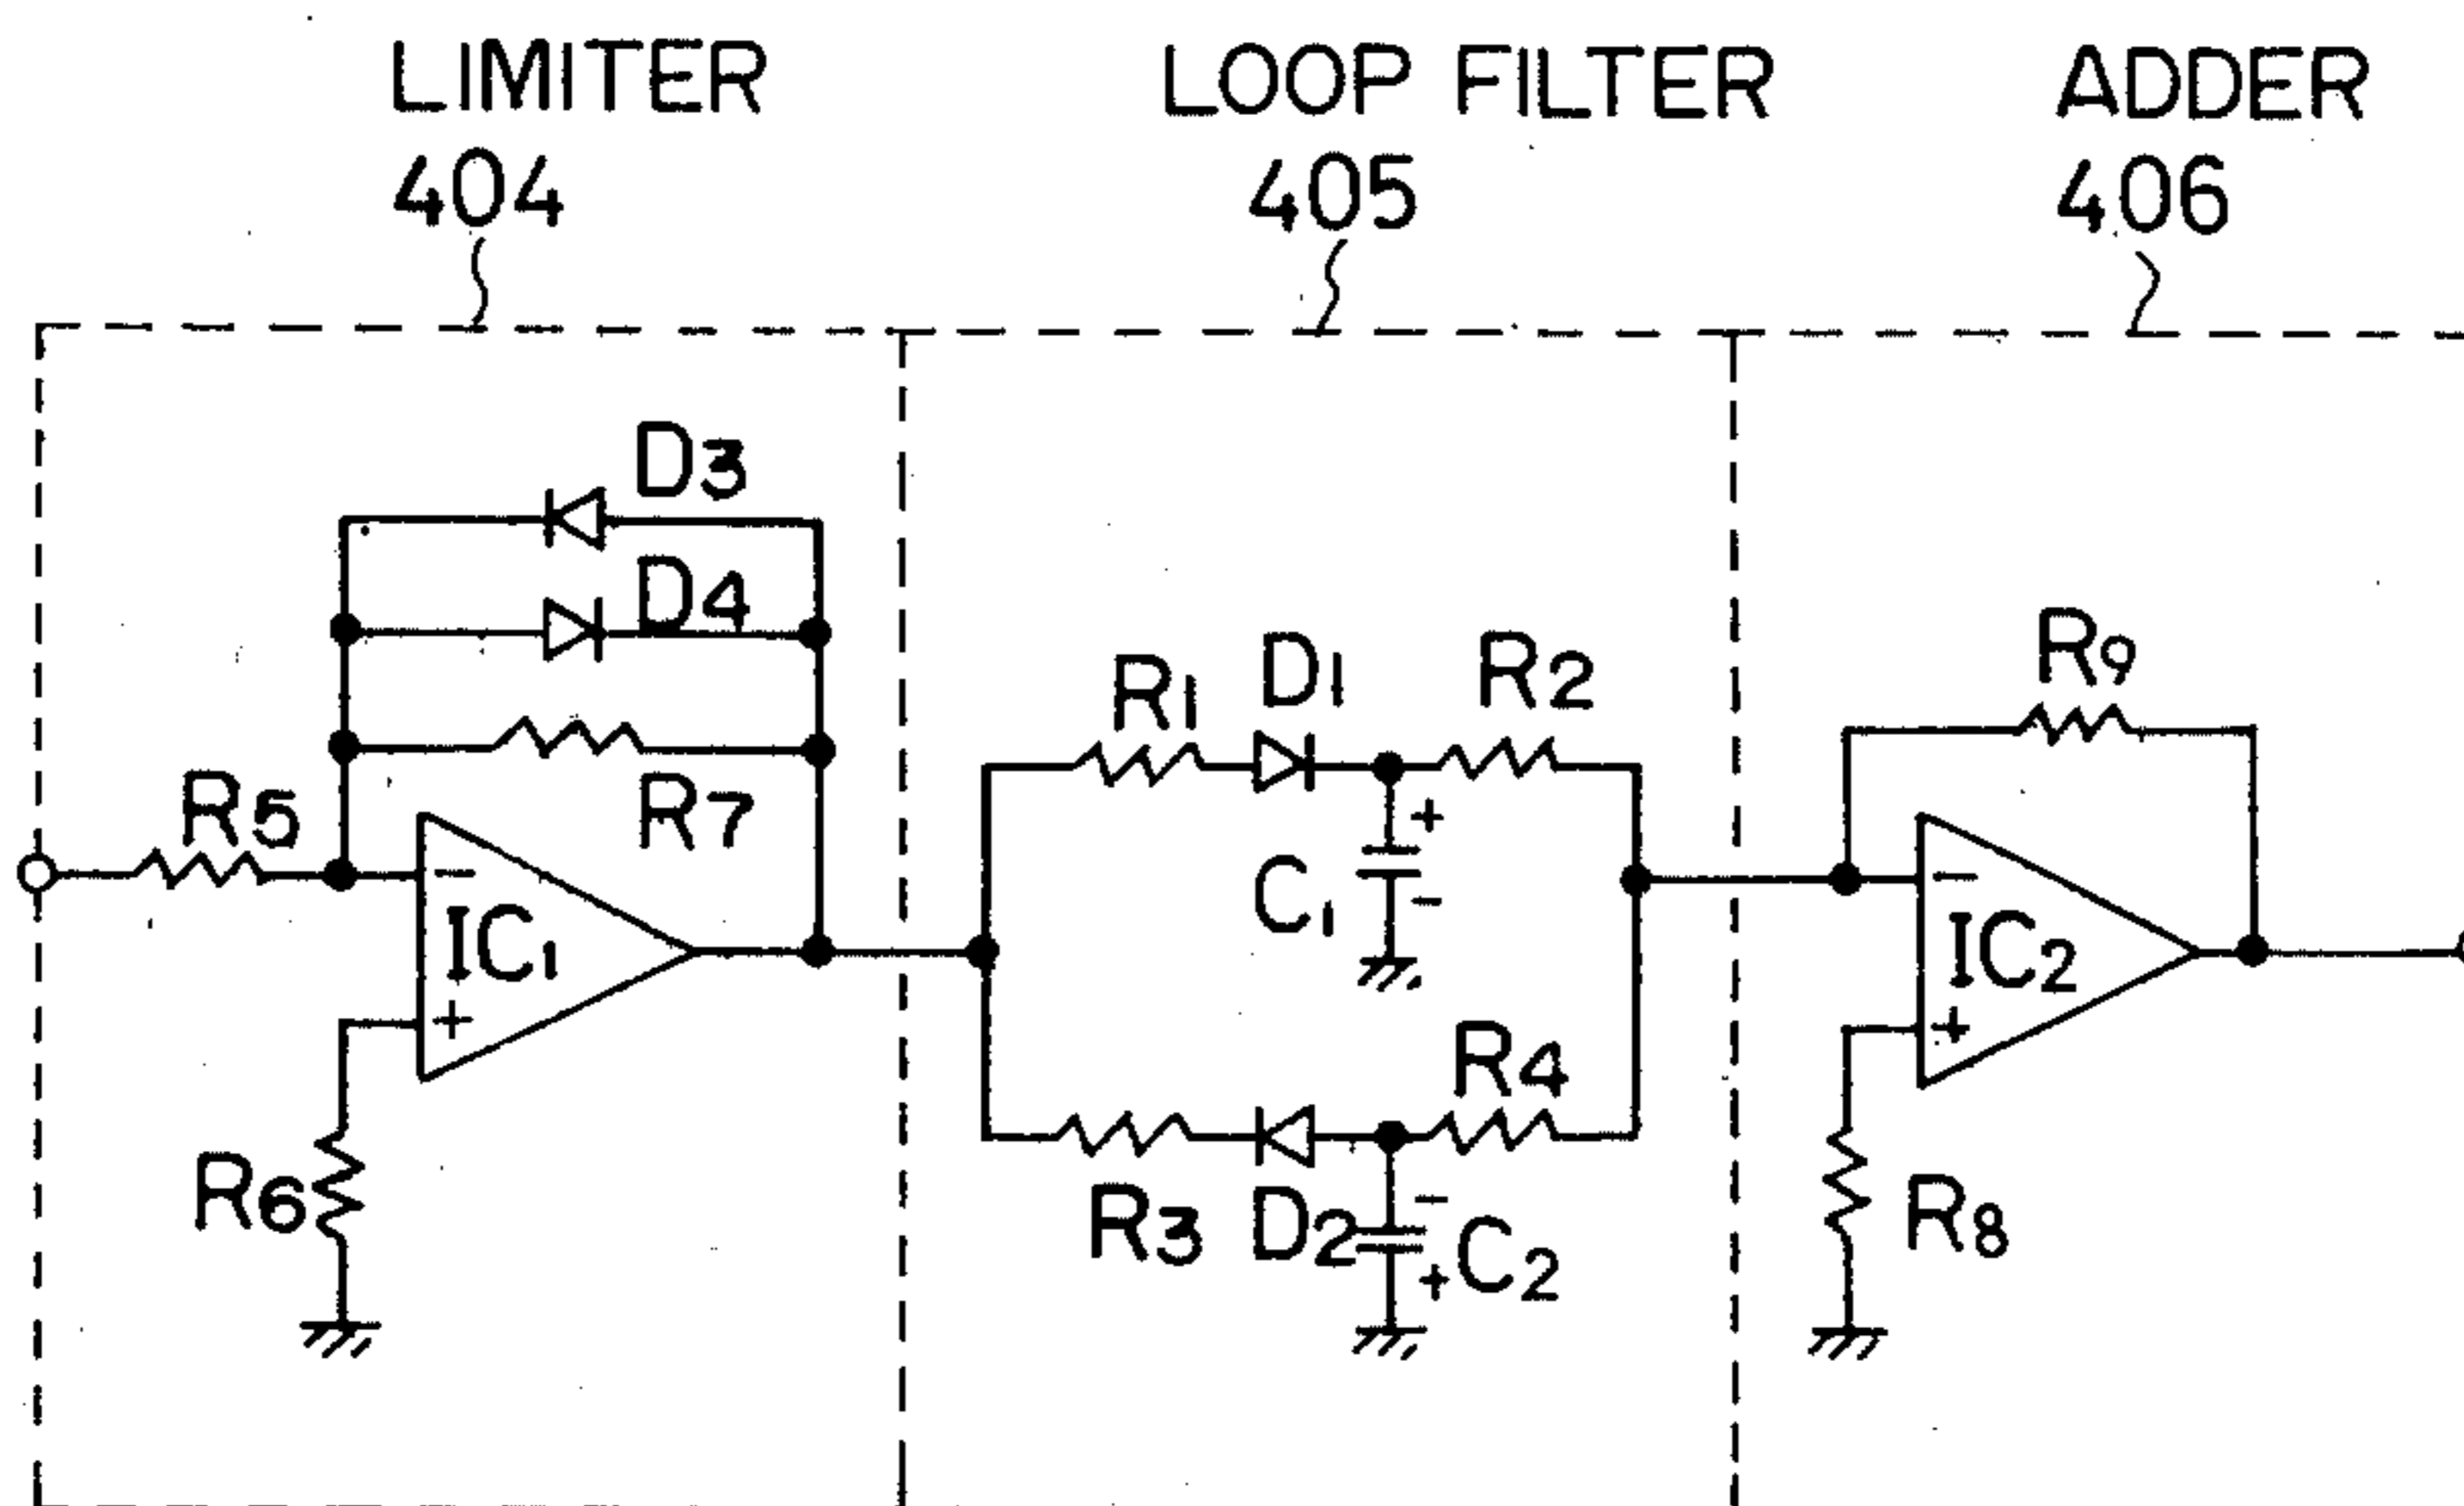 LIMITER
404
LOOP FILTER
405
ADDER
406
D3
D4
R7
R5
−
IC1
+
R6
R1
D1
R2
+
C1
−
R3
D2
R4
−
+
C2
R9
−
IC2
+
R8